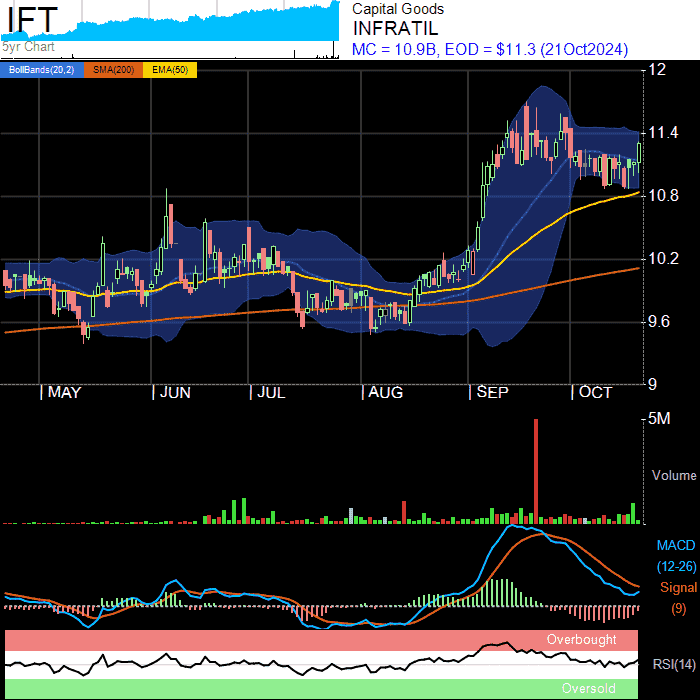 IFT
5yr Chart
Capital Goods
INFRATIL
MC = 10.9B, EOD = $11.3 (21Oct2024)
BollBands(20,2) SMA(200) EMA(50)
12
11.4
10.8
10.2
9.6
9
MAY JUN JUL AUG SEP OCT
5M
Volume
MACD
(12-26)
Signal
(9)
Overbought
RSI(14)
Oversold